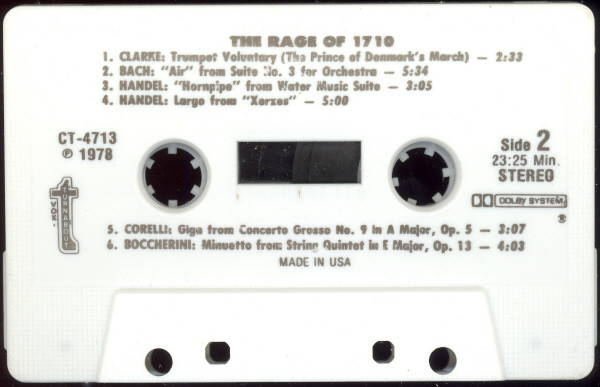 THE RAGE OF 1710
1. CLARKE: Trumpet Voluntary (The Prince of Denmark's March) — 2:33
2. BACH: "Air" from Suite No. 3 for Orchestra — 5:34
3. HANDEL: "Hornpipe" from Water Music Suite — 3:05
4. HANDEL: Largo from "Xerxes" — 5:00
CT-4713
℗ 1978
Side 2
23:25 Min.
STEREO
VOX
TURNABOUT
DOLBY SYSTEM
®
5. CORELLI: Giga from Concerto Grosso No. 9 in A Major, Op. 5 — 3:07
6. BOCCHERINI: Minuetto from String Quintet in E Major, Op. 13 — 4:03
MADE IN USA